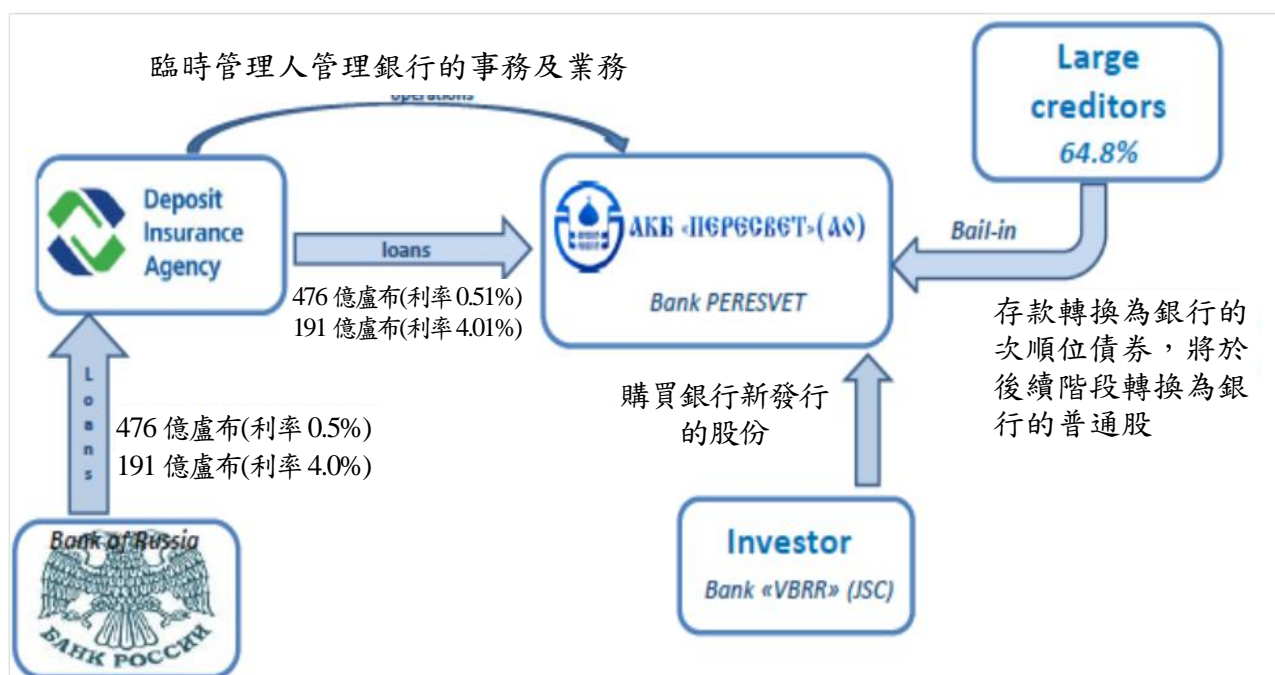 臨時管理人管理銀行的事務及業務
operations
Large
creditors
64.8%
Deposit
Insurance
Agency
loans
476 億盧布(利率 0.51%)
191 億盧布(利率 4.01%)
АКБ «ПЕРЕСВЕТ»(АО)
Bank PERESVET
Bail-in
存款轉換為銀行的
次順位債券，將於
後續階段轉換為銀
行的普通股
Loans
476 億盧布(利率 0.5%)
191 億盧布(利率 4.0%)
購買銀行新發行
的股份
Bank of Russia
БАНК РОССИИ
Investor
Bank «VBRR» (JSC)